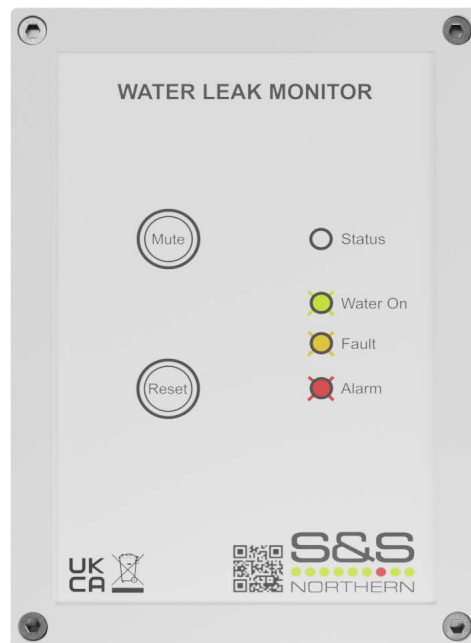 WATER LEAK MONITOR
Mute
Status
Water On
Fault
Reset
Alarm
UK
CA
S&S
NORTHERN